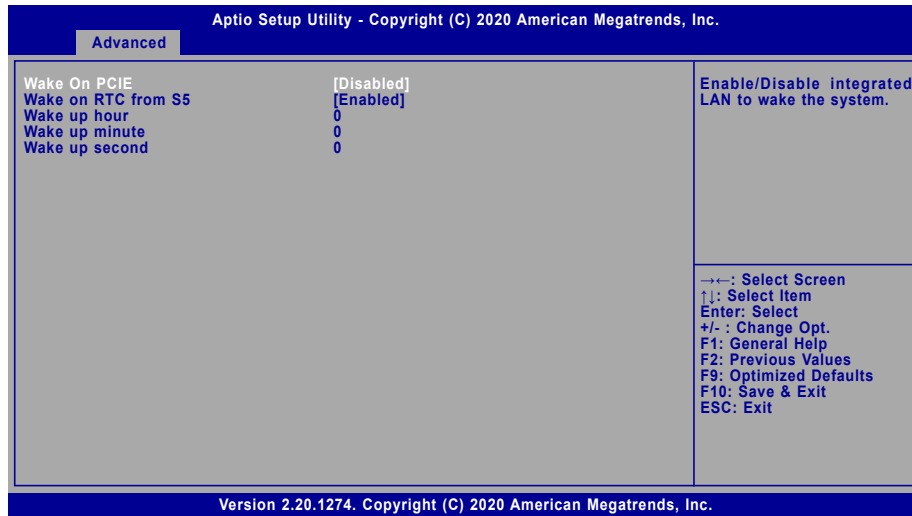 Aptio Setup Utility - Copyright (C) 2020 American Megatrends, Inc.
Advanced
Wake On PCIE [Disabled]
Wake on RTC from S5 [Enabled]
Wake up hour 0
Wake up minute 0
Wake up second 0
Enable/Disable integrated
LAN to wake the system.
→←: Select Screen
↑↓: Select Item
Enter: Select
+/- : Change Opt.
F1: General Help
F2: Previous Values
F9: Optimized Defaults
F10: Save & Exit
ESC: Exit
Version 2.20.1274. Copyright (C) 2020 American Megatrends, Inc.